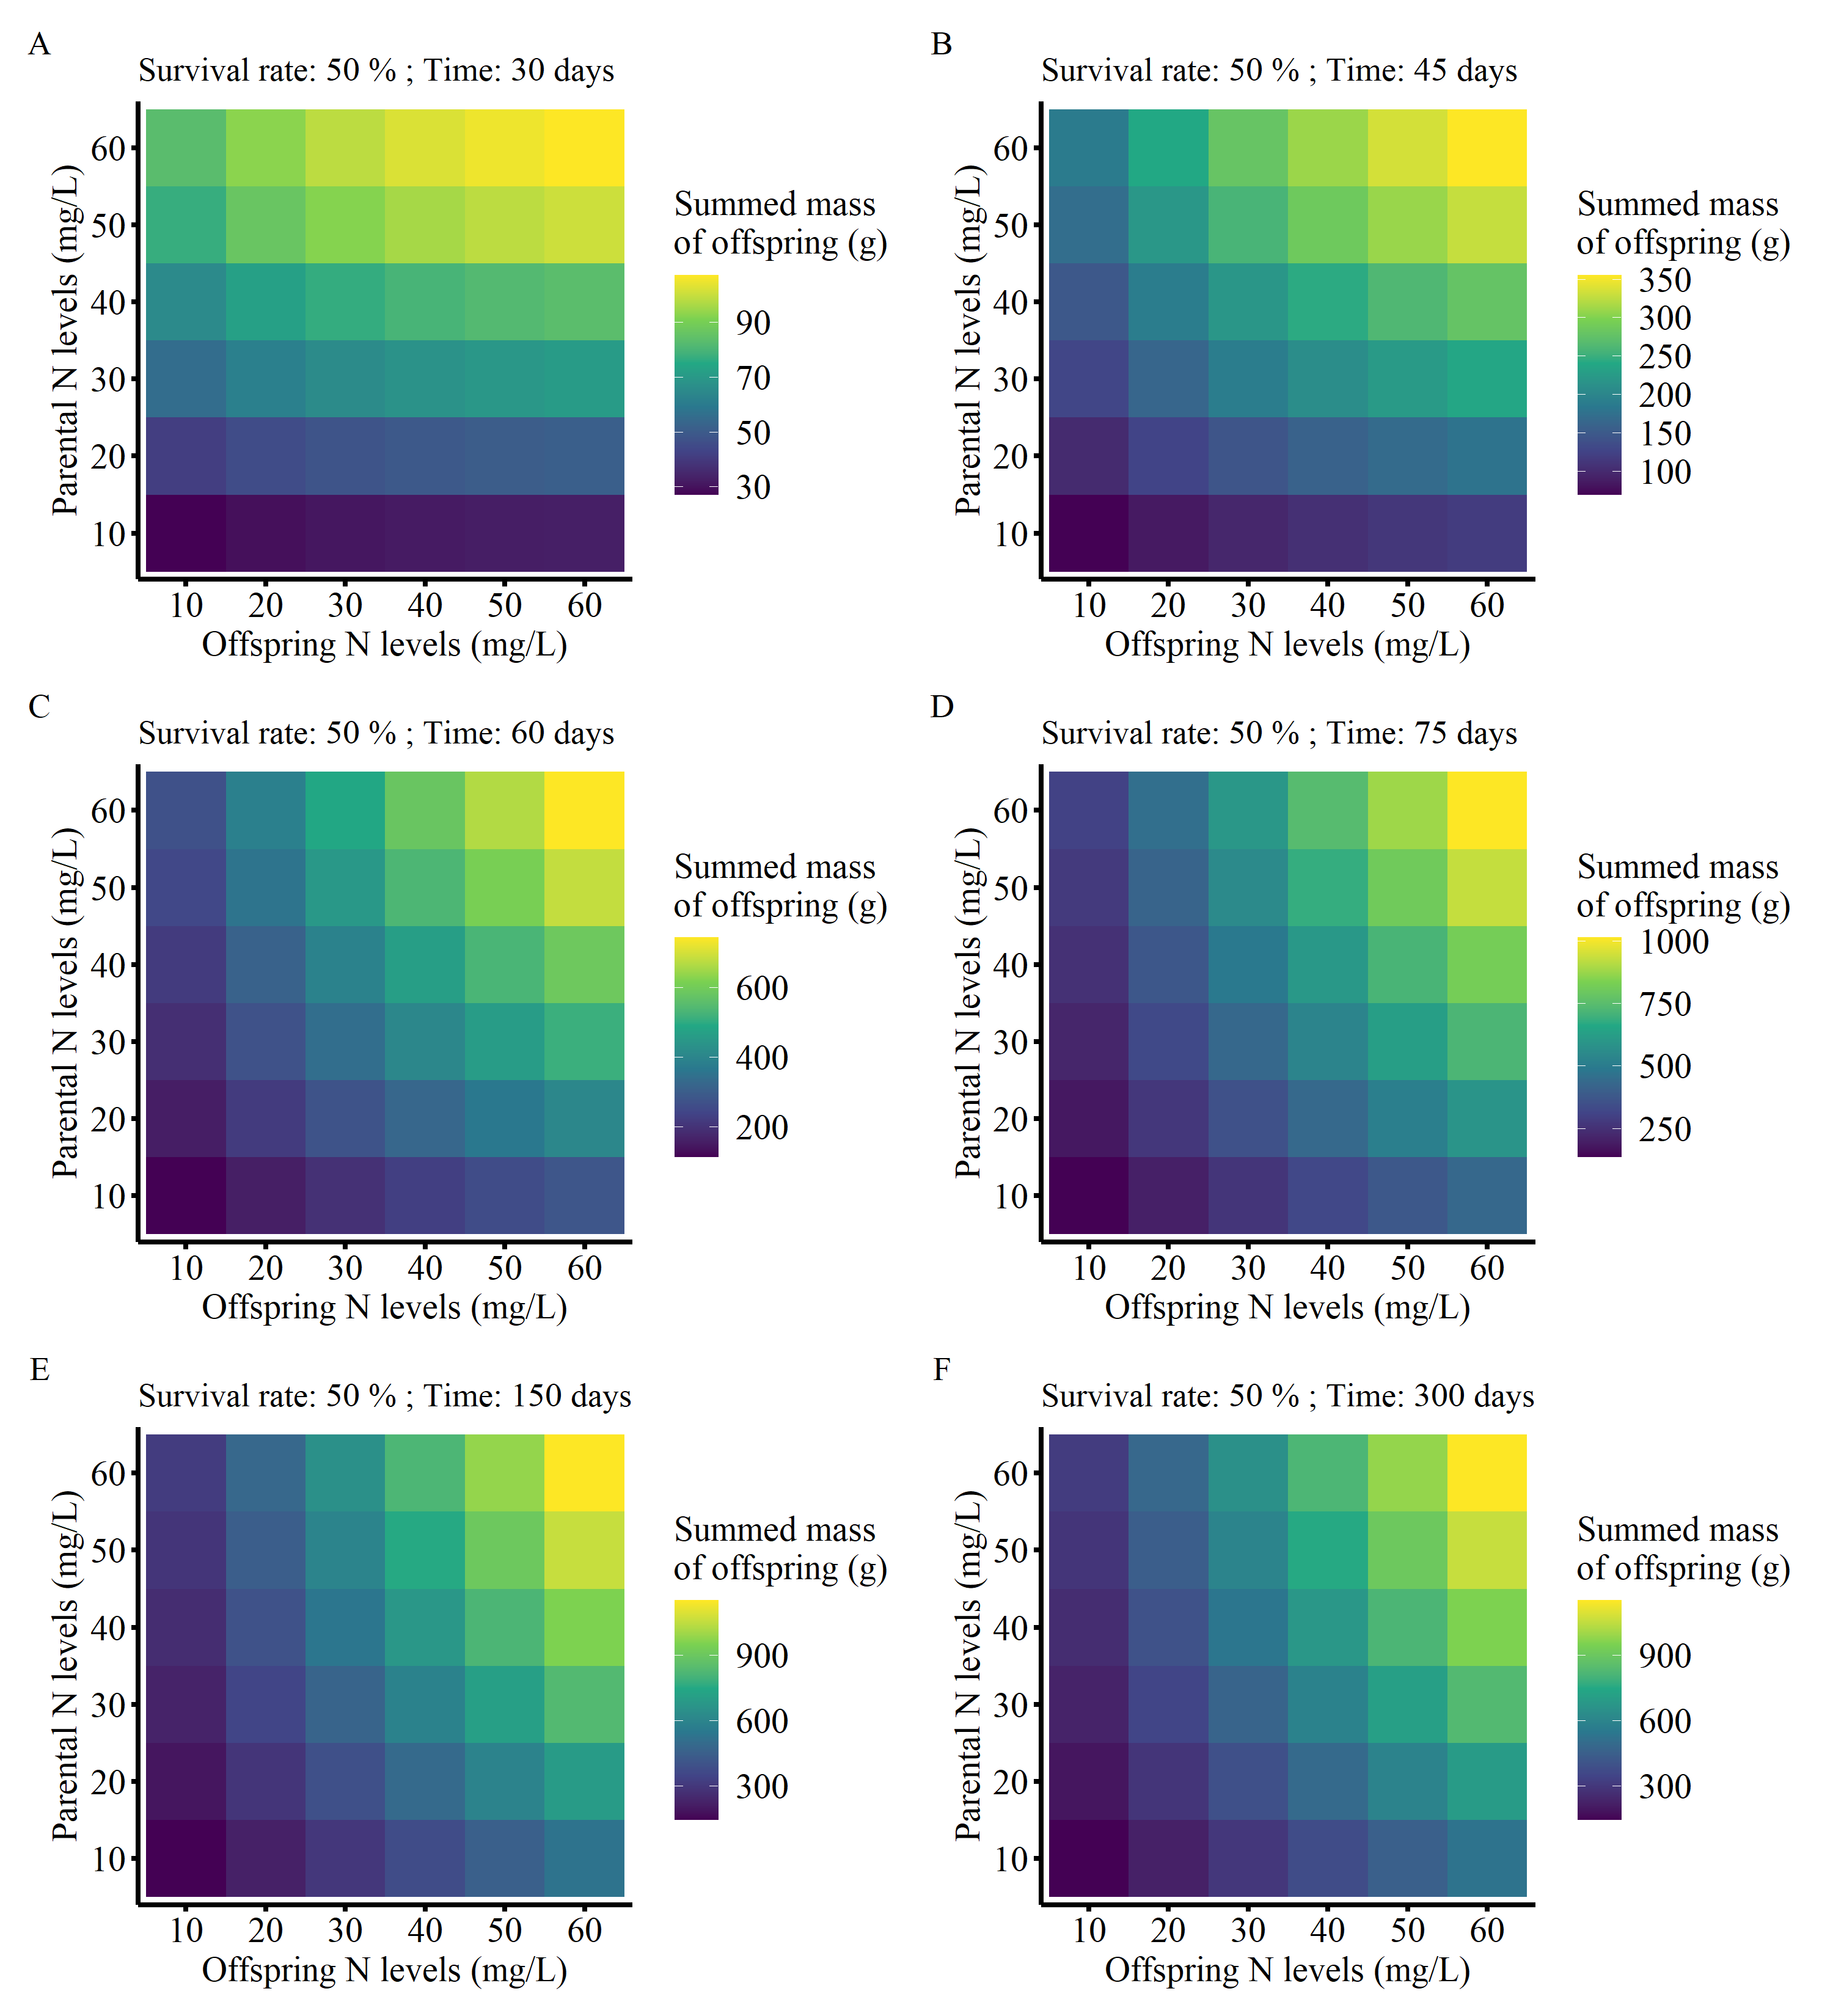 A
Survival rate: 50 % ; Time: 30 days
Parental N levels (mg/L)
60
50
40
30
20
10
10 20 30 40 50 60
Offspring N levels (mg/L)
Summed mass
of offspring (g)
90
70
50
30
B
Survival rate: 50 % ; Time: 45 days
Parental N levels (mg/L)
60
50
40
30
20
10
10 20 30 40 50 60
Offspring N levels (mg/L)
Summed mass
of offspring (g)
350
300
250
200
150
100
C
Survival rate: 50 % ; Time: 60 days
Parental N levels (mg/L)
60
50
40
30
20
10
10 20 30 40 50 60
Offspring N levels (mg/L)
Summed mass
of offspring (g)
600
400
200
D
Survival rate: 50 % ; Time: 75 days
Parental N levels (mg/L)
60
50
40
30
20
10
10 20 30 40 50 60
Offspring N levels (mg/L)
Summed mass
of offspring (g)
1000
750
500
250
E
Survival rate: 50 % ; Time: 150 days
Parental N levels (mg/L)
60
50
40
30
20
10
10 20 30 40 50 60
Offspring N levels (mg/L)
Summed mass
of offspring (g)
900
600
300
F
Survival rate: 50 % ; Time: 300 days
Parental N levels (mg/L)
60
50
40
30
20
10
10 20 30 40 50 60
Offspring N levels (mg/L)
Summed mass
of offspring (g)
900
600
300